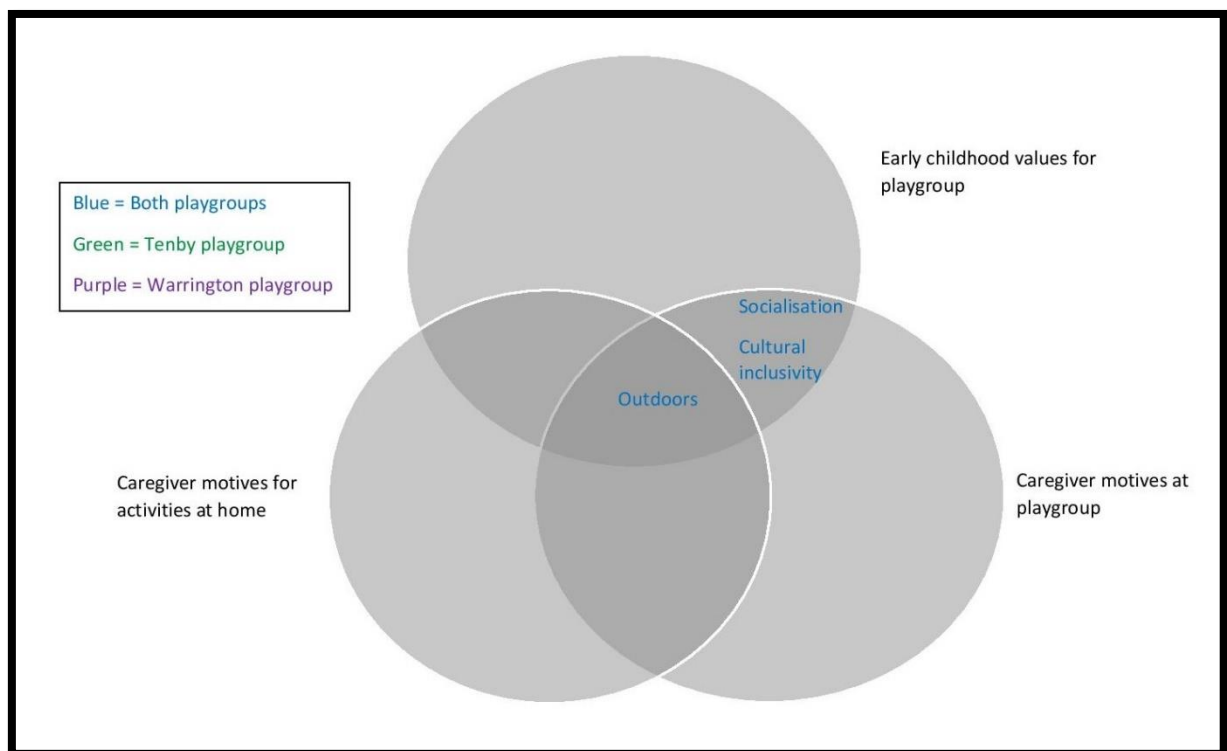 Early childhood values for
playgroup
Blue = Both playgroups
Green = Tenby playgroup
Purple = Warrington playgroup
Socialisation
Cultural
inclusivity
Outdoors
Caregiver motives for
activities at home
Caregiver motives at
playgroup